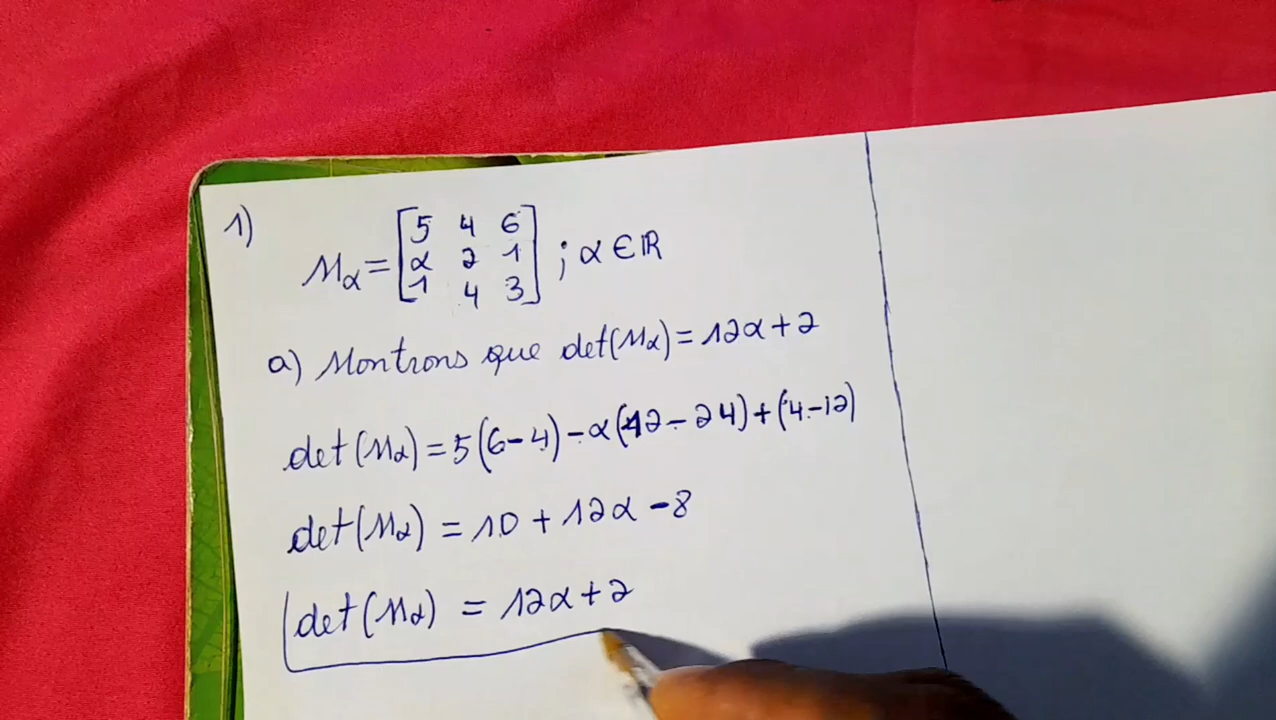 1)
Mα = [5 4 6
α 2 1
1 4 3] ; α ∈ ℝ
a) Montrons que det(Mα) = 12α + 2
det(Mα) = 5(6-4) - α(12-24) + (4-12)
det(Mα) = 10 + 12α - 8
det(Mα) = 12α + 2